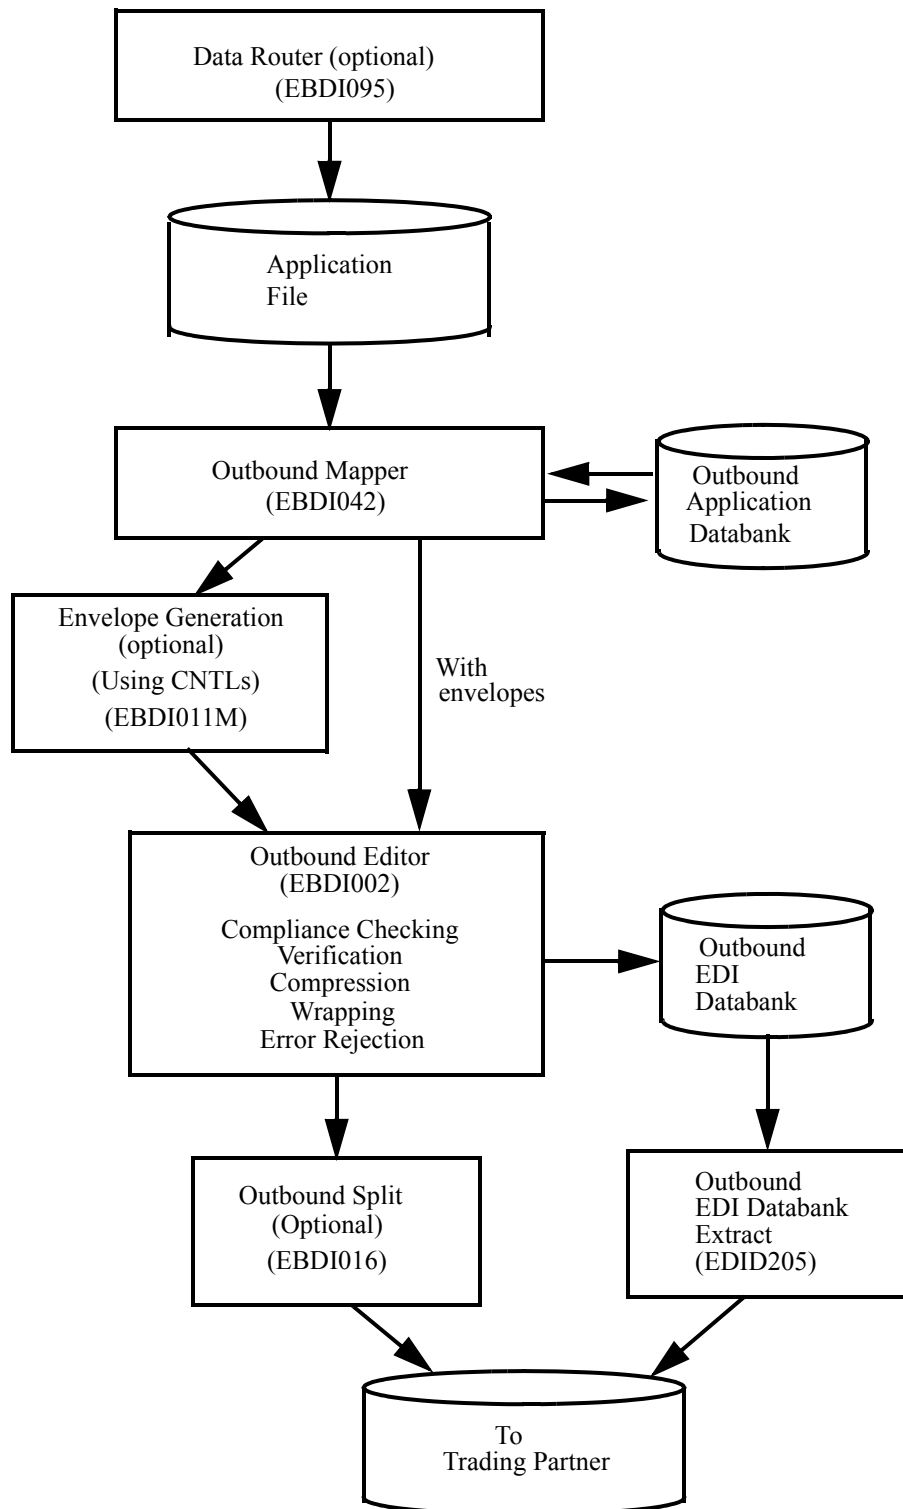 Data Router (optional)
(EBDI095)
Application
File
Outbound Mapper
(EBDI042)
Outbound
Application
Databank
Envelope Generation
(optional)
(Using CNTLs)
(EBDI011M)
With
envelopes
Outbound Editor
(EBDI002)
Compliance Checking
Verification
Compression
Wrapping
Error Rejection
Outbound
EDI
Databank
Outbound Split
(Optional)
(EBDI016)
Outbound
EDI Databank
Extract
(EDID205)
To
Trading Partner